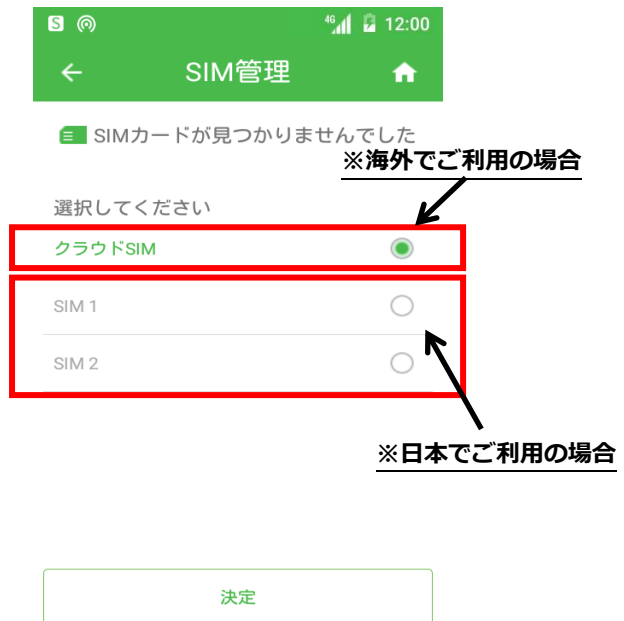 S 4G 12:00
SIM管理
SIMカードが見つかりませんでした
※海外でご利用の場合
選択してください
クラウドSIM
SIM 1
SIM 2
※日本でご利用の場合
決定